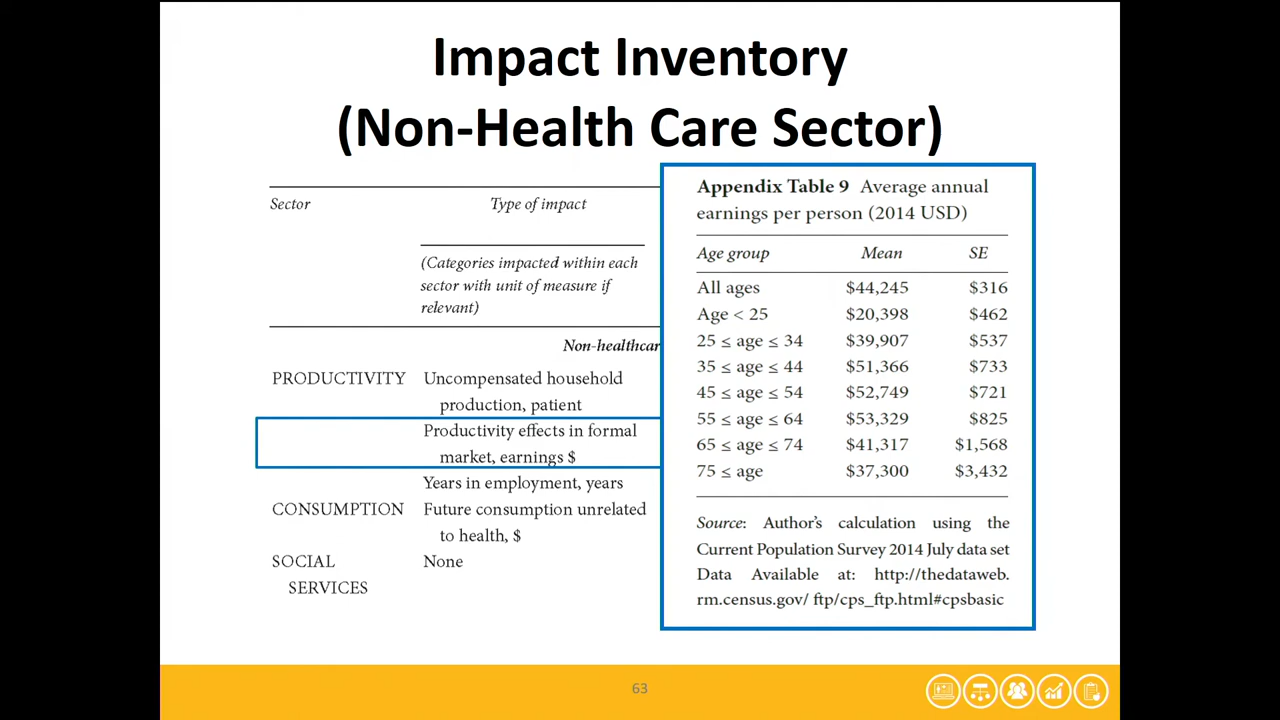 Impact Inventory
(Non-Health Care Sector)
Sector Type of impact
(Categories impacted within each
sector with unit of measure if
relevant)
Non-healthcar
PRODUCTIVITY Uncompensated household
production, patient
Productivity effects in formal
market, earnings $
Years in employment, years
CONSUMPTION Future consumption unrelated
to health, $
SOCIAL None
SERVICES
Appendix Table 9 Average annual
earnings per person (2014 USD)
Age group Mean SE
All ages $44,245 $316
Age < 25 $20,398 $462
25 ≤ age ≤ 34 $39,907 $537
35 ≤ age ≤ 44 $51,366 $733
45 ≤ age ≤ 54 $52,749 $721
55 ≤ age ≤ 64 $53,329 $825
65 ≤ age ≤ 74 $41,317 $1,568
75 ≤ age $37,300 $3,432
Source: Author's calculation using the
Current Population Survey 2014 July data set
Data Available at: http://thedataweb.
rm.census.gov/ ftp/cps_ftp.html#cpsbasic
63